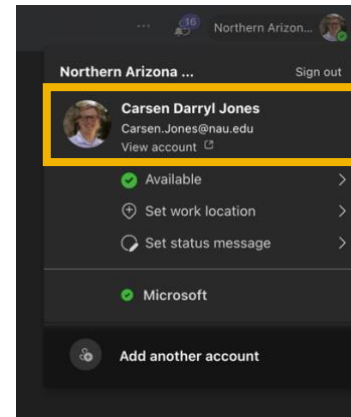 ... 16 Northern Arizon...
Northern Arizona ... Sign out
Carsen Darryl Jones
Carsen.Jones@nau.edu
View account
Available
Set work location
Set status message
Microsoft
Add another account